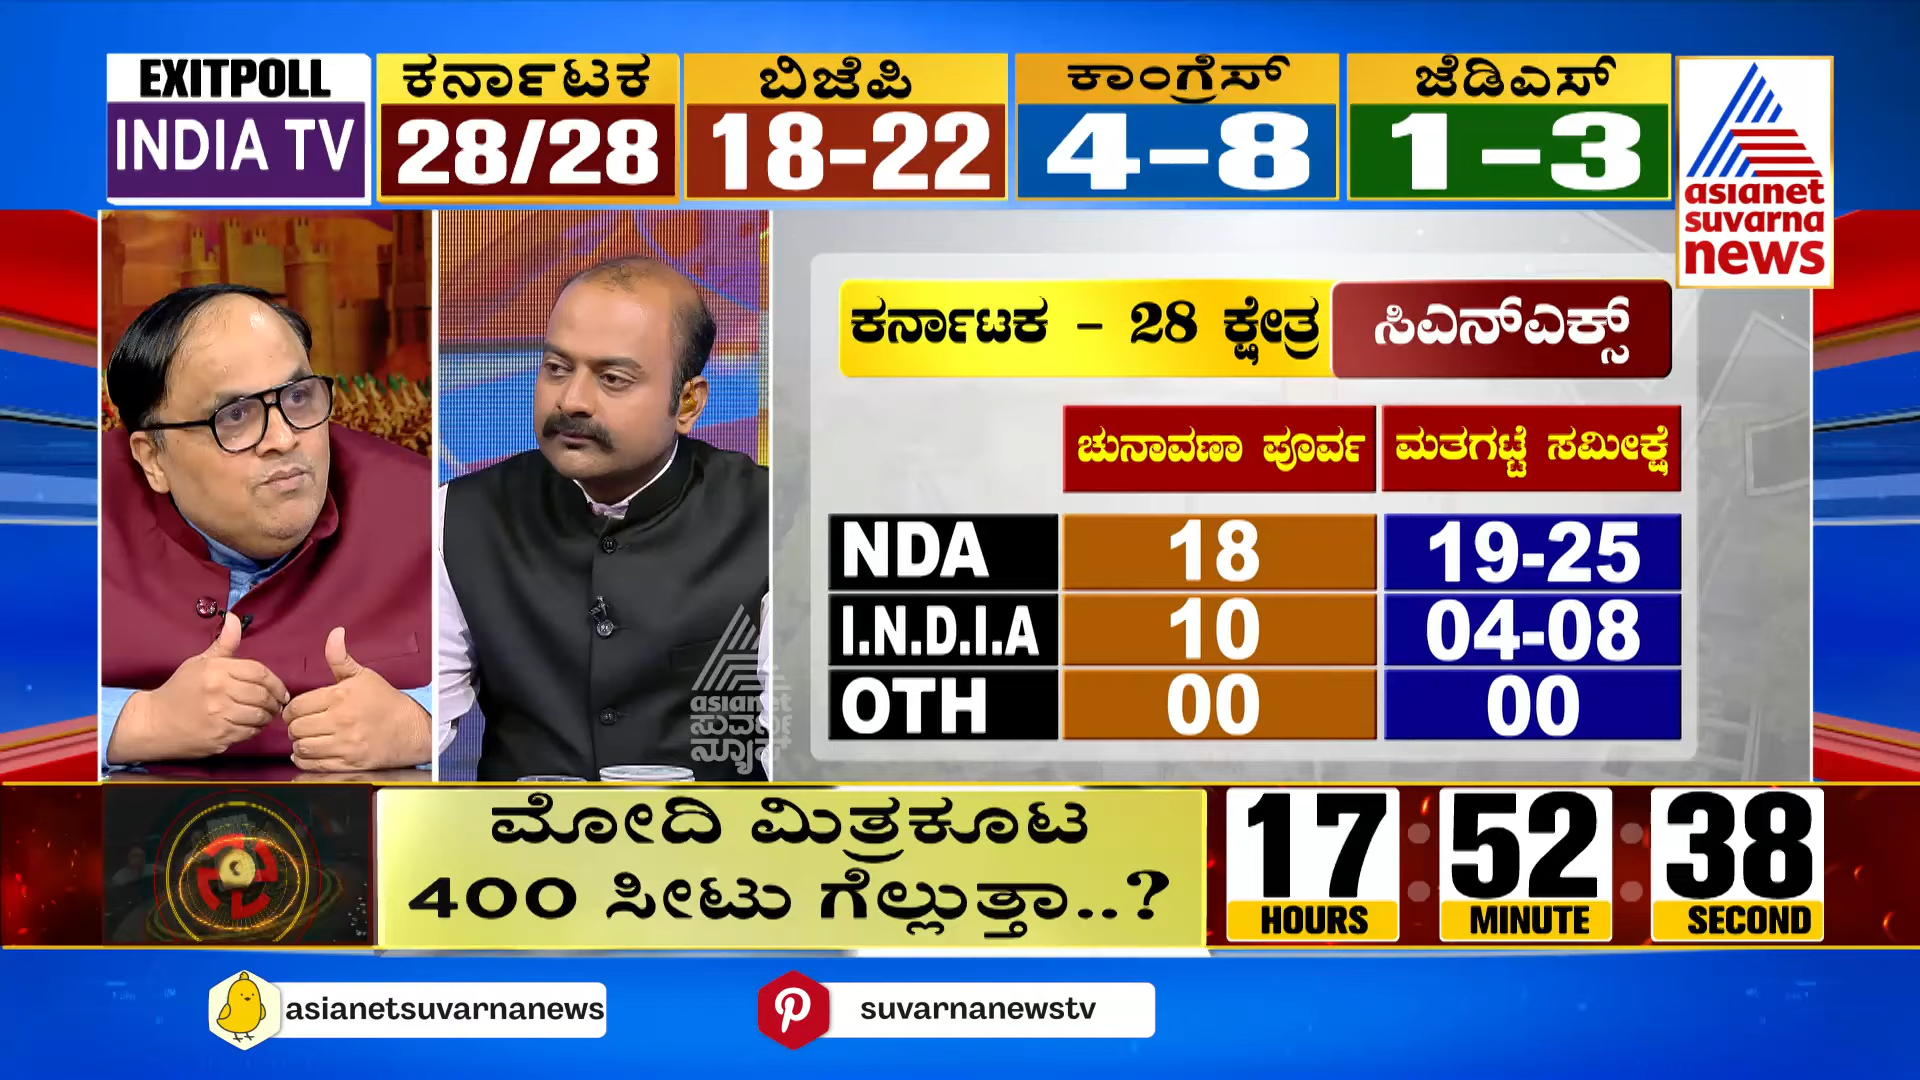 EXITPOLL
INDIA TV
ಕರ್ನಾಟಕ
28/28
ಬಿಜೆಪಿ
18-22
ಕಾಂಗ್ರೆಸ್
4-8
ಜೆಡಿಎಸ್
1-3
asianet
suvarna
news
ಕರ್ನಾಟಕ - 28 ಕ್ಷೇತ್ರ
ಸಿಎನ್ಎಕ್ಸ್
ಚುನಾವಣಾ ಪೂರ್ವ
ಮತಗಟ್ಟೆ ಸಮೀಕ್ಷೆ
NDA 18 19-25
I.N.D.I.A 10 04-08
OTH 00 00
asianet
ಸುವರ್ಣ
ನ್ಯೂಸ್
ಮೋದಿ ಮಿತ್ರಕೂಟ
400 ಸೀಟು ಗೆಲ್ಲುತ್ತಾ..?
17 52 38
HOURS MINUTE SECOND
asianetsuvarnanews
suvarnanewstv